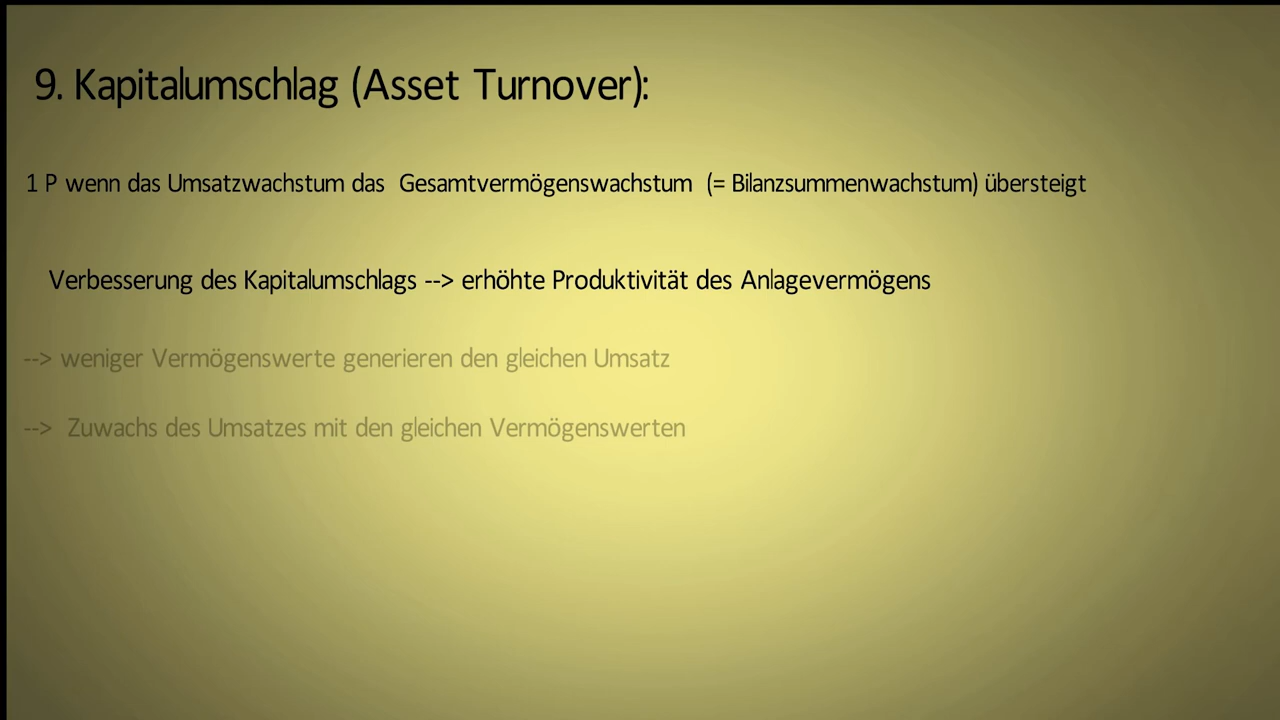 9. Kapitalumschlag (Asset Turnover):
1 P wenn das Umsatzwachstum das Gesamtvermögenswachstum (= Bilanzsummenwachstum) übersteigt
Verbesserung des Kapitalumschlags --> erhöhte Produktivität des Anlagevermögens
--> weniger Vermögenswerte generieren den gleichen Umsatz
--> Zuwachs des Umsatzes mit den gleichen Vermögenswerten